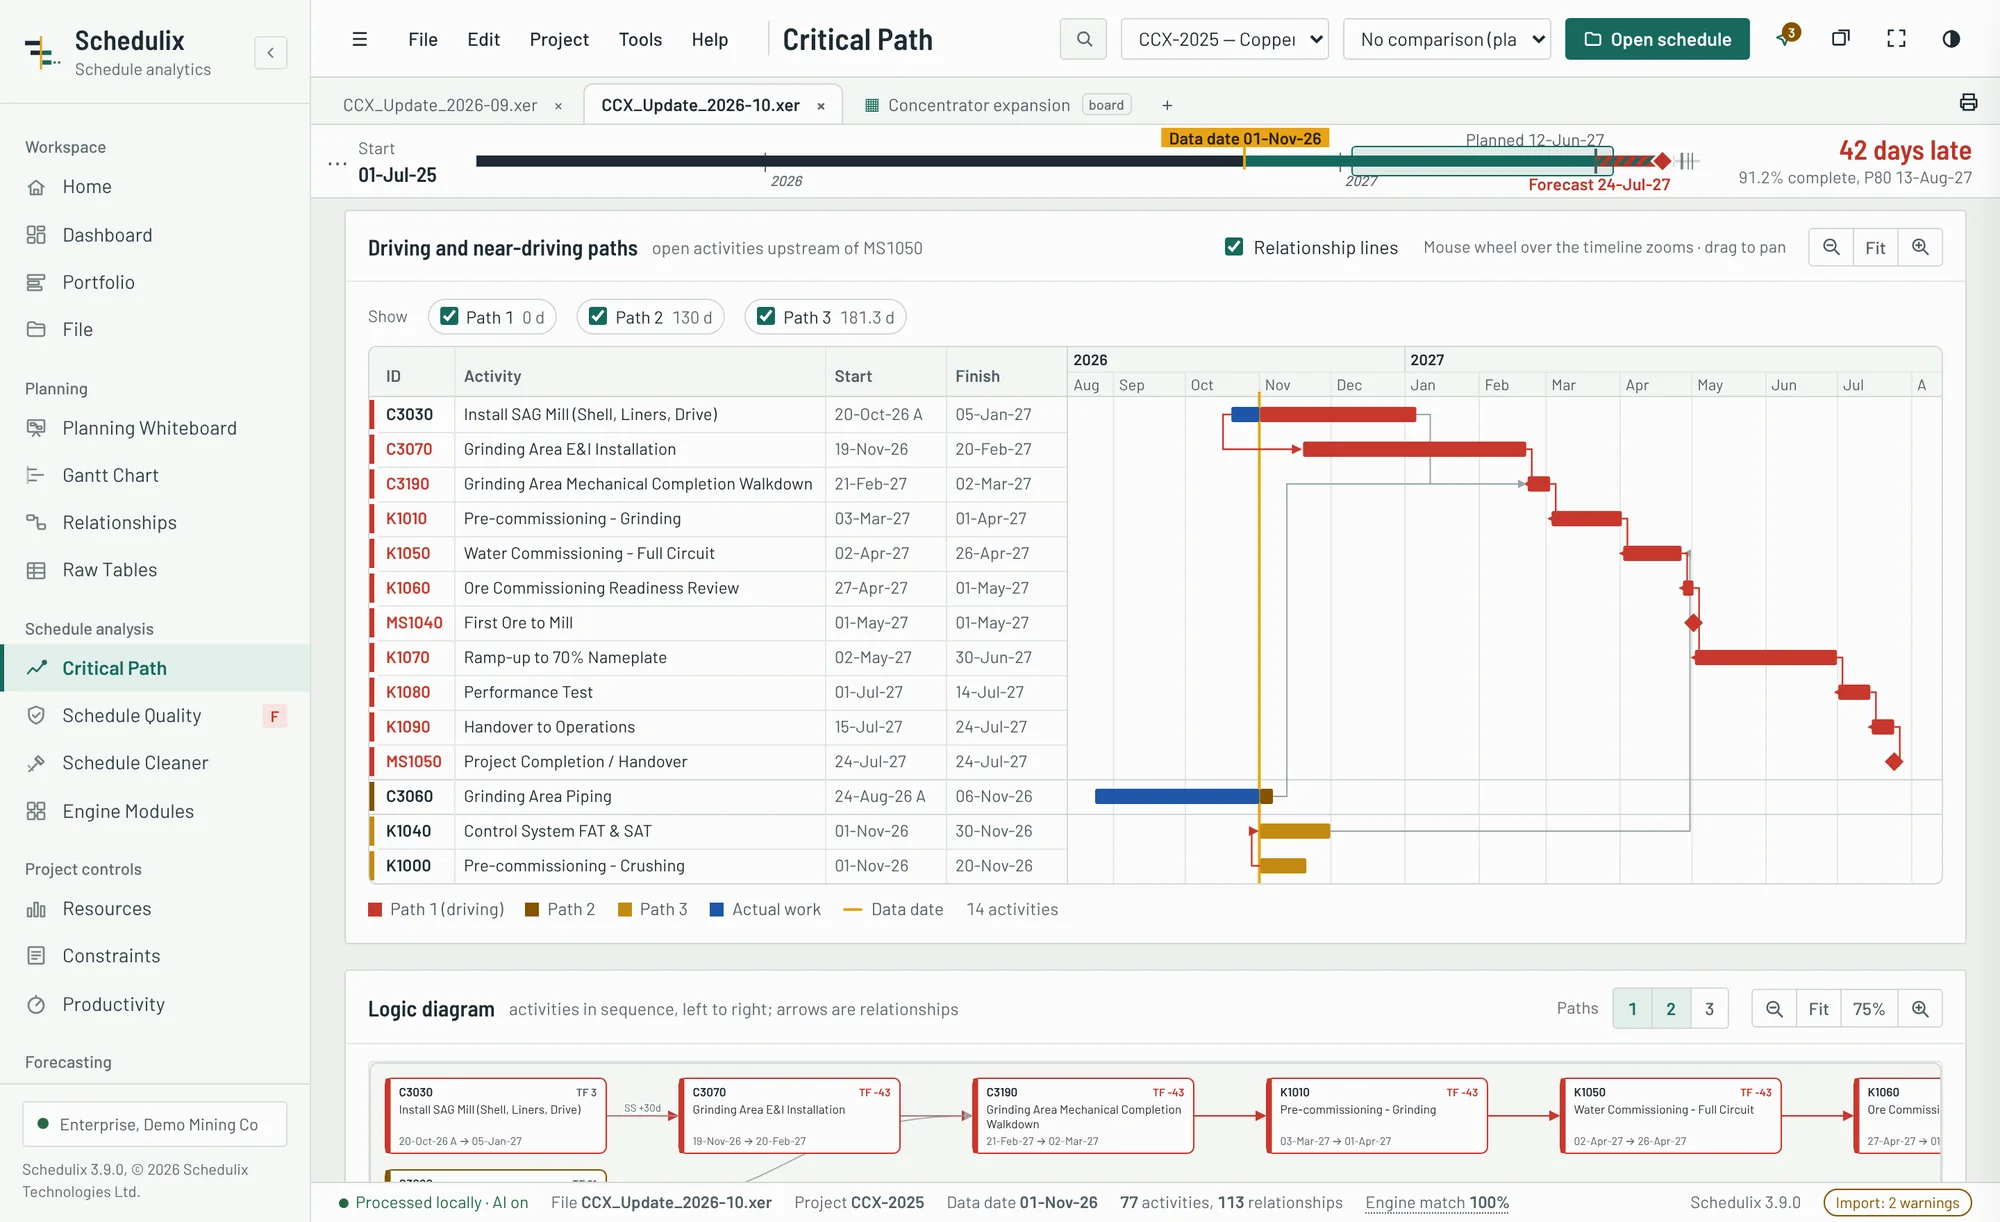 Schedulix
Schedule analytics
File Edit Project Tools Help
Critical Path
CCX-2025 — Copper
No comparison (pla
Open schedule
3
CCX_Update_2026-09.xer ×
CCX_Update_2026-10.xer ×
Concentrator expansion board
+
Workspace
Home
Dashboard
Portfolio
File
Planning
Planning Whiteboard
Gantt Chart
Relationships
Raw Tables
Schedule analysis
Critical Path
Schedule Quality F
Schedule Cleaner
Engine Modules
Project controls
Resources
Constraints
Productivity
Forecasting
Enterprise, Demo Mining Co
Schedulix 3.9.0, © 2026 Schedulix
Technologies Ltd.
Start
01-Jul-25
Data date 01-Nov-26
Planned 12-Jun-27
2026
2027
Forecast 24-Jul-27
42 days late
91.2% complete, P80 13-Aug-27
Driving and near-driving paths open activities upstream of MS1050
Relationship lines
Mouse wheel over the timeline zooms · drag to pan
Fit
Show Path 1 0 d Path 2 130 d Path 3 181.3 d
ID Activity Start Finish
2026 2027
Aug Sep Oct Nov Dec Jan Feb Mar Apr May Jun Jul A
C3030 Install SAG Mill (Shell, Liners, Drive) 20-Oct-26 A 05-Jan-27
C3070 Grinding Area E&I Installation 19-Nov-26 20-Feb-27
C3190 Grinding Area Mechanical Completion Walkdown 21-Feb-27 02-Mar-27
K1010 Pre-commissioning - Grinding 03-Mar-27 01-Apr-27
K1050 Water Commissioning - Full Circuit 02-Apr-27 26-Apr-27
K1060 Ore Commissioning Readiness Review 27-Apr-27 01-May-27
MS1040 First Ore to Mill 01-May-27 01-May-27
K1070 Ramp-up to 70% Nameplate 02-May-27 30-Jun-27
K1080 Performance Test 01-Jul-27 14-Jul-27
K1090 Handover to Operations 15-Jul-27 24-Jul-27
MS1050 Project Completion / Handover 24-Jul-27 24-Jul-27
C3060 Grinding Area Piping 24-Aug-26 A 06-Nov-26
K1040 Control System FAT & SAT 01-Nov-26 30-Nov-26
K1000 Pre-commissioning - Crushing 01-Nov-26 20-Nov-26
Path 1 (driving) Path 2 Path 3 Actual work Data date 14 activities
Logic diagram activities in sequence, left to right; arrows are relationships
Paths 1 2 3
Fit 75%
C3030 TF 3
Install SAG Mill (Shell, Liners, Drive)
20-Oct-26 A → 05-Jan-27
SS +30d
C3070 TF -43
Grinding Area E&I Installation
19-Nov-26 → 20-Feb-27
C3190 TF -43
Grinding Area Mechanical Completion
Walkdown
21-Feb-27 → 02-Mar-27
K1010 TF -43
Pre-commissioning - Grinding
03-Mar-27 → 01-Apr-27
K1050 TF -43
Water Commissioning - Full Circuit
02-Apr-27 → 26-Apr-27
K1060
Ore Commissi
27-Apr-27 → 01
Processed locally · AI on
File CCX_Update_2026-10.xer
Project CCX-2025
Data date 01-Nov-26
77 activities, 113 relationships
Engine match 100%
Schedulix 3.9.0
Import: 2 warnings